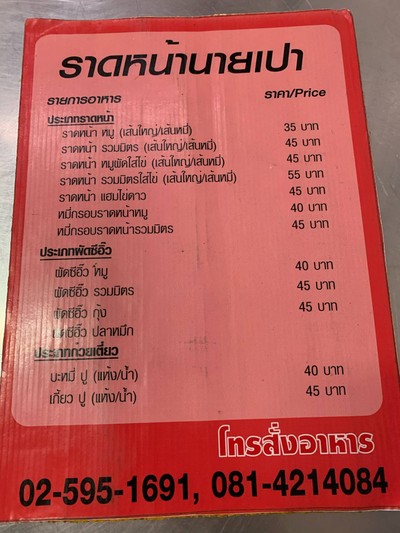 ราดหน้านายเปา
รายการอาหาร ราคา/Price
ประเภทราดหน้า
ราดหน้า หมู (เส้นใหญ่/เส้นหมี่) 35 บาท
ราดหน้า รวมมิตร (เส้นใหญ่/เส้นหมี่) 45 บาท
ราดหน้า หมูผัดใส่ไข่ (เส้นใหญ่/เส้นหมี่) 45 บาท
ราดหน้า รวมมิตรใส่ไข่ (เส้นใหญ่/เส้นหมี่) 55 บาท
ราดหน้า แฮมไข่ดาว 45 บาท
หมี่กรอบราดหน้าหมู 40 บาท
หมี่กรอบราดหน้ารวมมิตร 45 บาท
ประเภทผัดซีอิ๊ว
ผัดซีอิ๊ว หมู 40 บาท
ผัดซีอิ๊ว รวมมิตร 45 บาท
ผัดซีอิ๊ว กุ้ง 45 บาท
ผัดซีอิ๊ว ปลาหมึก
ประเภทก๋วยเตี๋ยว
บะหมี่ ปู (แห้ง/น้ำ) 40 บาท
เกี๊ยว ปู (แห้ง/น้ำ) 45 บาท
โทรสั่งอาหาร
02-595-1691, 081-4214084